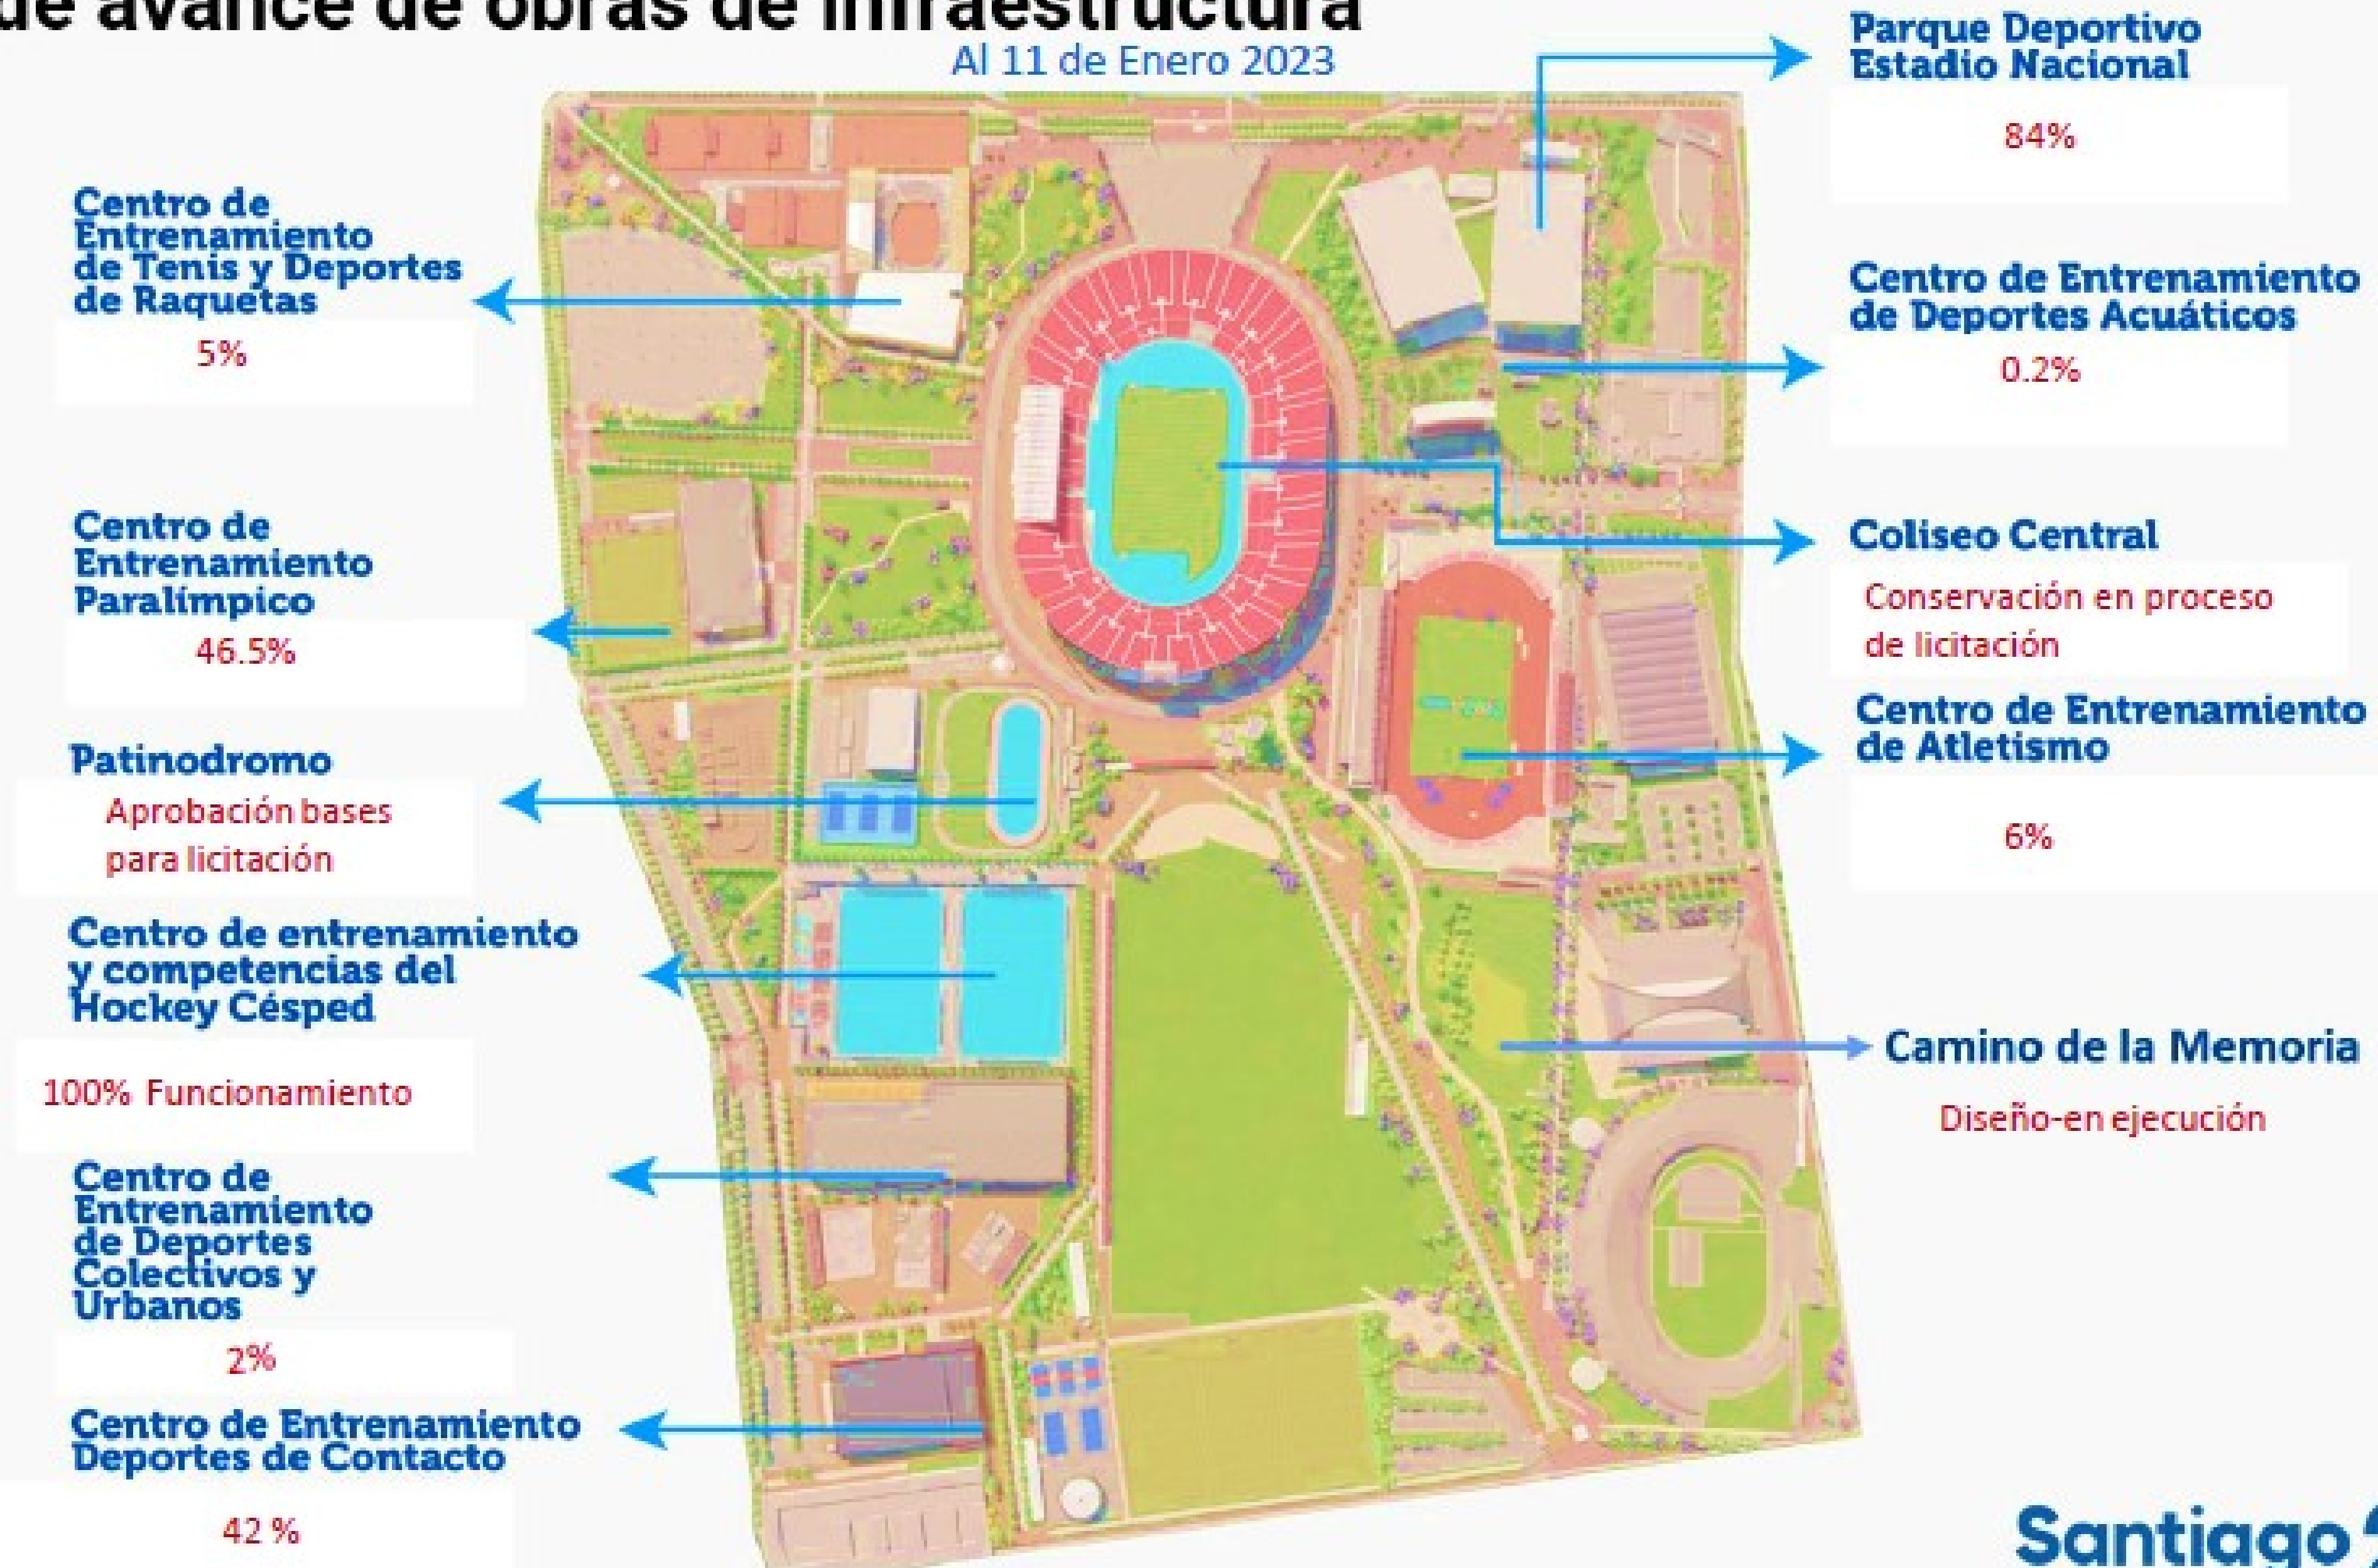 de avance de obras de infraestructura
Al 11 de Enero 2023
Centro de
Entrenamiento
de Tenis y Deportes
de Raquetas
5%
Centro de
Entrenamiento
Paralímpico
46.5%
Patinodromo
Aprobación bases
para licitación
Centro de entrenamiento
y competencias del
Hockey Césped
100% Funcionamiento
Centro de
Entrenamiento
de Deportes
Colectivos y
Urbanos
2%
Centro de Entrenamiento
Deportes de Contacto
42 %
Parque Deportivo
Estadio Nacional
84%
Centro de Entrenamiento
de Deportes Acuáticos
0.2%
Coliseo Central
Conservación en proceso
de licitación
Centro de Entrenamiento
de Atletismo
6%
Camino de la Memoria
Diseño-en ejecución
Santiago